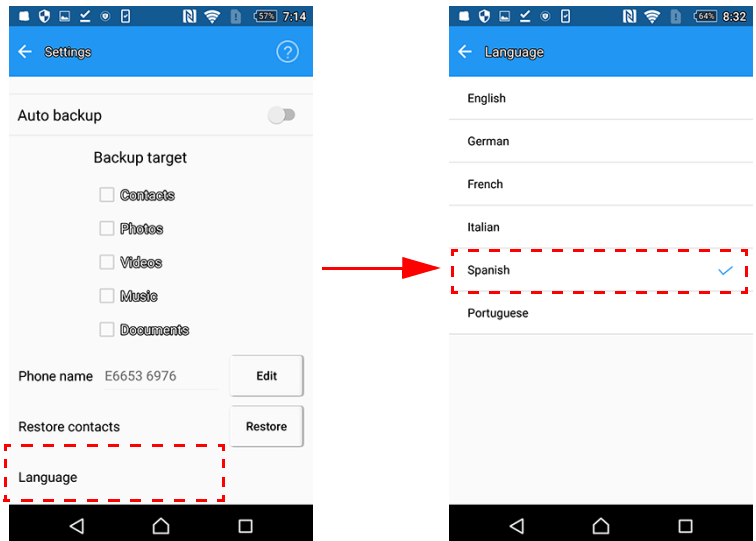 57% 7:14
Settings
?
Auto backup
Backup target
Contacts
Photos
Videos
Music
Documents
Phone name E6653 6976 Edit
Restore contacts Restore
Language
64% 8:32
Language
English
German
French
Italian
Spanish
Portuguese